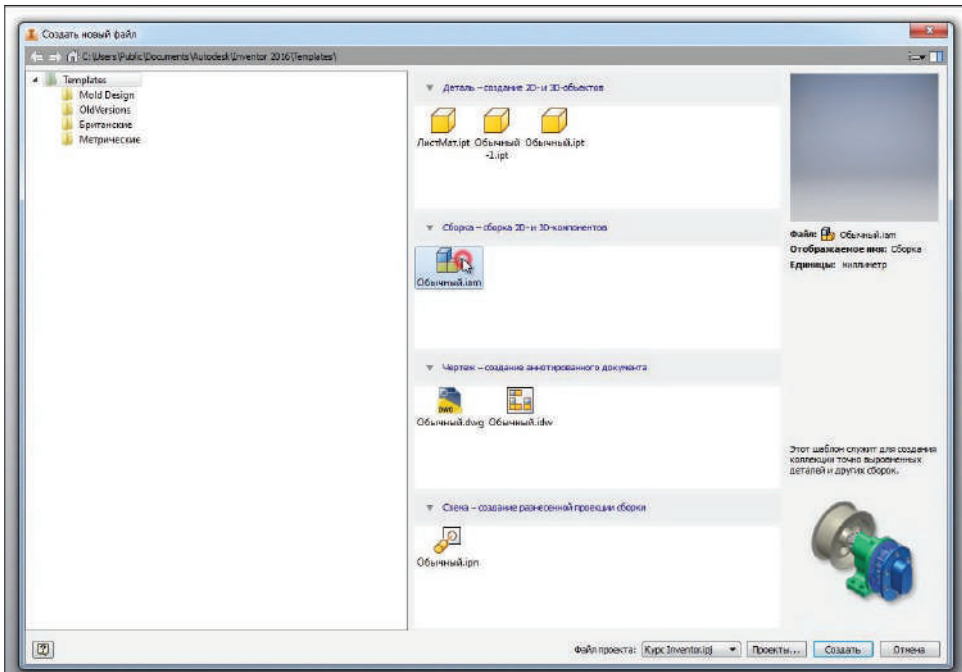 Создать новый файл
C:\Users\Public\Documents\Autodesk\Inventor 2016\Templates\
Templates
Mold Design
OldVersions
Британские
Метрические
Деталь – создание 2D- и 3D-объектов
ЛистМат.ipt Обычный Обычный.ipt
-1.ipt
Сборка – сборка 2D- и 3D-компонентов
Обычный.iam
Чертеж – создание аннотированного документа
DWG
Обычный.dwg Обычный.idw
Схема – создание разнесенной проекции сборки
Обычный.ipn
Файл: Обычный.iam
Отображаемое имя: Сборка
Единицы: миллиметр
Этот шаблон служит для создания
коллекции точно выровненных
деталей и других сборок.
Файл проекта: Курс Inventor.ipj Проекты... Создать Отмена